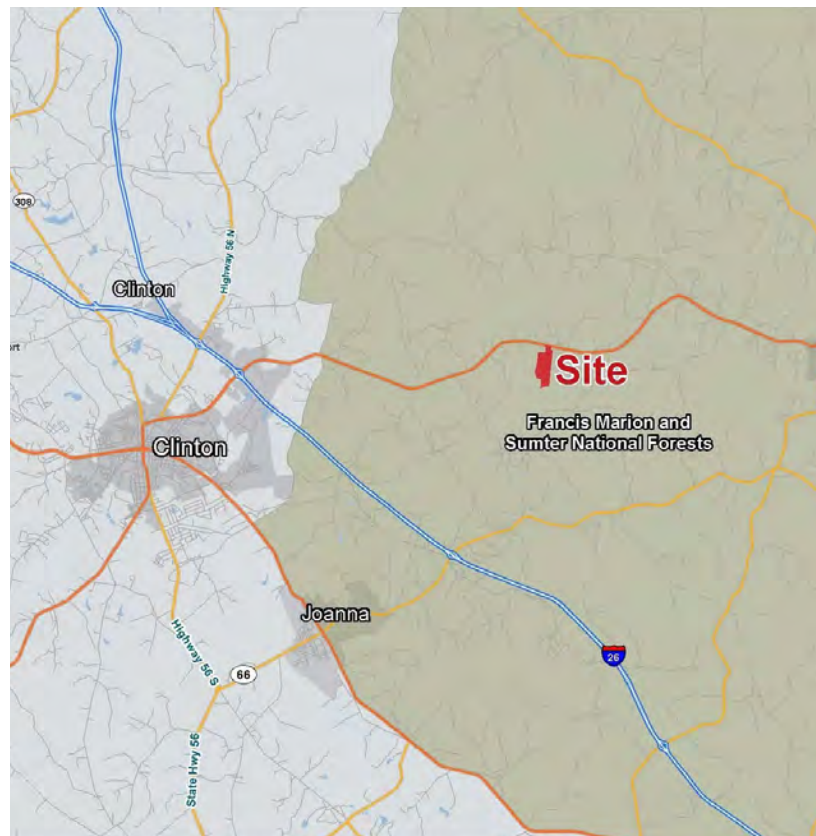 308
Highway 56 N
Clinton
ort
Site
Francis Marion and
Sumter National Forests
Clinton
Joanna
Highway 56 S
66
26
State Hwy 56